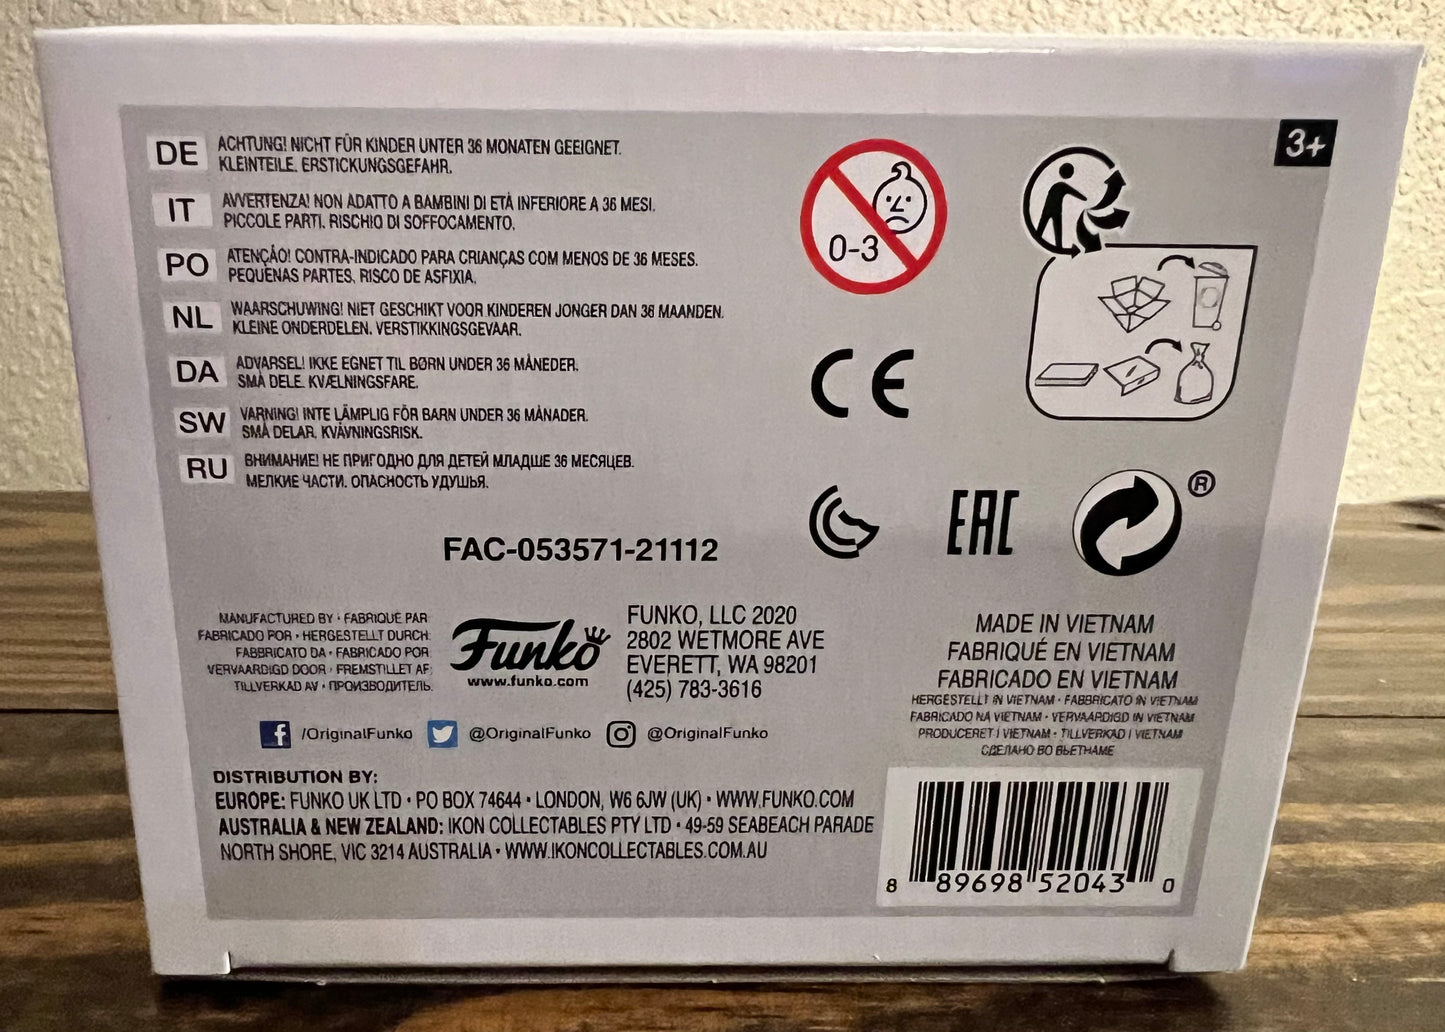 3+
DE
ACHTUNG! NICHT FÜR KINDER UNTER 36 MONATEN GEEIGNET.
KLEINTEILE. ERSTICKUNGSGEFAHR.
IT
AVVERTENZA! NON ADATTO A BAMBINI DI ETÀ INFERIORE A 36 MESI.
PICCOLE PARTI. RISCHIO DI SOFFOCAMENTO.
PO
ATENÇÃO! CONTRA-INDICADO PARA CRIANÇAS COM MENOS DE 36 MESES.
PEQUENAS PARTES. RISCO DE ASFIXIA.
NL
WAARSCHUWING! NIET GESCHIKT VOOR KINDEREN JONGER DAN 36 MAANDEN.
KLEINE ONDERDELEN. VERSTIKKINGSGEVAAR.
DA
ADVARSEL! IKKE EGNET TIL BØRN UNDER 36 MÅNEDER.
SMÅ DELE. KVÆLNINGSFARE.
SW
VARNING! INTE LÄMPLIG FÖR BARN UNDER 36 MÅNADER.
SMÅ DELAR. KVÄVNINGSRISK.
RU
ВНИМАНИЕ! НЕ ПРИГОДНО ДЛЯ ДЕТЕЙ МЛАДШЕ 36 МЕСЯЦЕВ.
МЕЛКИЕ ЧАСТИ. ОПАСНОСТЬ УДУШЬЯ.
0-3
CE
EAC
®
FAC-053571-21112
MANUFACTURED BY • FABRIQUÉ PAR
FABRICADO POR • HERGESTELLT DURCH:
FABBRICATO DA • FABRICADO POR:
VERVAARDIGD DOOR • FREMSTILLET AF:
TILLVERKAD AV • ПРОИЗВОДИТЕЛЬ:
Funko
www.funko.com
FUNKO, LLC 2020
2802 WETMORE AVE
EVERETT, WA 98201
(425) 783-3616
/OriginalFunko
@OriginalFunko
@OriginalFunko
MADE IN VIETNAM
FABRIQUÉ EN VIETNAM
FABRICADO EN VIETNAM
HERGESTELLT IN VIETNAM • FABBRICATO IN VIETNAM
FABRICADO NA VIETNAM • VERVAARDIGD IN VIETNAM
PRODUCERET I VIETNAM • TILLVERKAD I VIETNAM
СДЕЛАНО ВО ВЬЕТНАМЕ
DISTRIBUTION BY:
EUROPE: FUNKO UK LTD • PO BOX 74644 • LONDON, W6 6JW (UK) • WWW.FUNKO.COM
AUSTRALIA & NEW ZEALAND: IKON COLLECTABLES PTY LTD • 49-59 SEABEACH PARADE
NORTH SHORE, VIC 3214 AUSTRALIA • WWW.IKONCOLLECTABLES.COM.AU
8 89698 52043 0